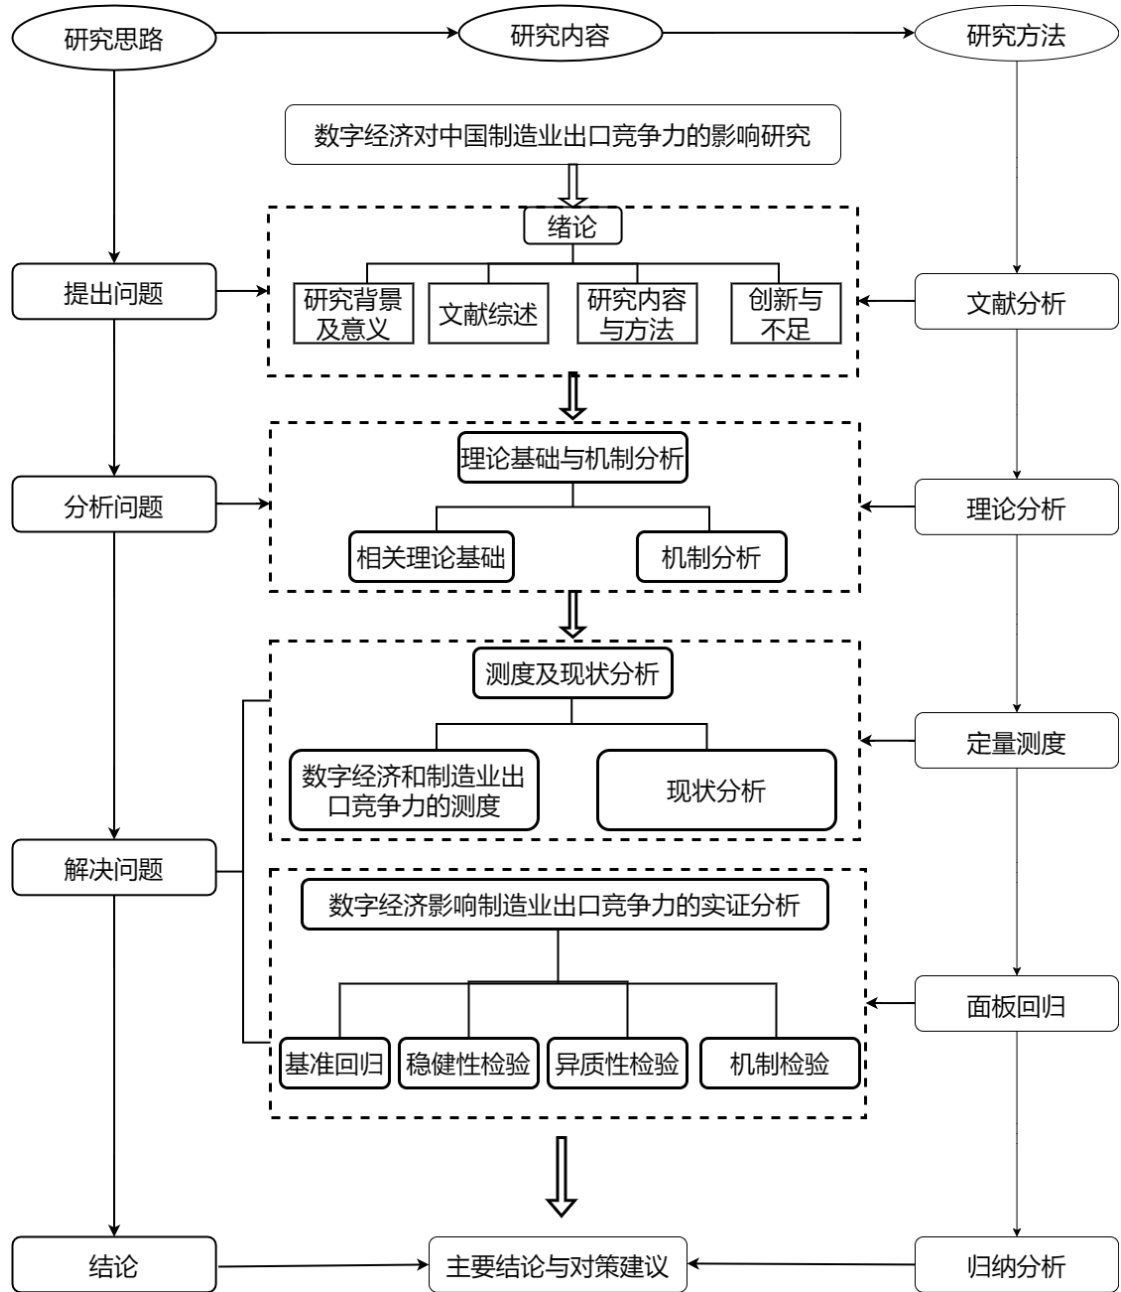 研究思路
研究内容
研究方法
数字经济对中国制造业出口竞争力的影响研究
绪论
提出问题
研究背景
及意义
文献综述
研究内容
与方法
创新与
不足
文献分析
理论基础与机制分析
分析问题
相关理论基础
机制分析
理论分析
测度及现状分析
数字经济和制造业出
口竞争力的测度
现状分析
定量测度
解决问题
数字经济影响制造业出口竞争力的实证分析
基准回归
稳健性检验
异质性检验
机制检验
面板回归
结论
主要结论与对策建议
归纳分析